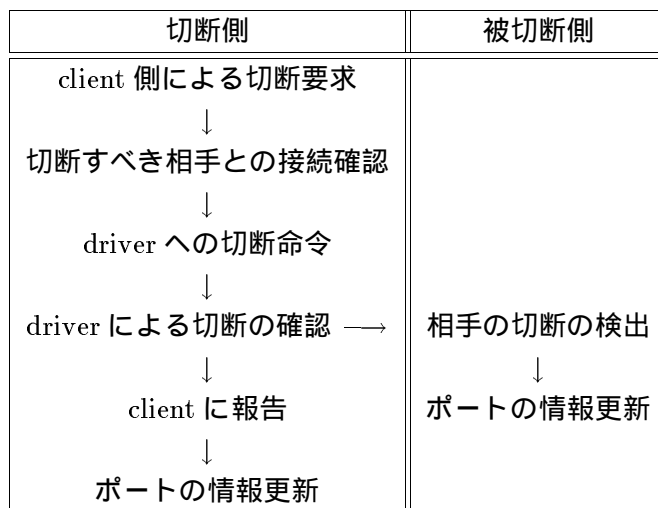 切断側 被切断側
client 側による切断要求
↓
切断すべき相手との接続確認
↓
driver への切断命令
↓
driver による切断の確認 → 相手の切断の検出
↓ ↓
client に報告 ポートの情報更新
↓
ポートの情報更新